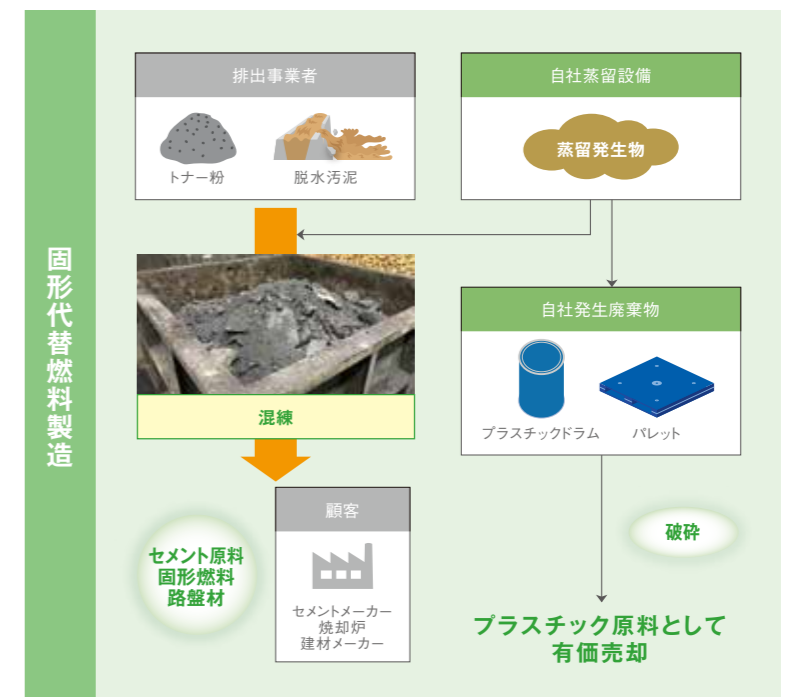 固形代替燃料製造
排出事業者
トナー粉
脱水汚泥
自社蒸留設備
蒸留発生物
混練
自社発生廃棄物
プラスチックドラム
パレット
セメント原料
固形燃料
路盤材
顧客
セメントメーカー
焼却炉
建材メーカー
破砕
プラスチック原料として
有価売却